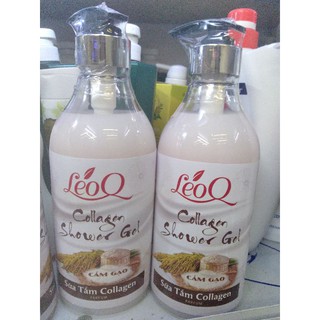 LéoQ
Collagen
Shower Gel
CÁM GẠO
Sữa Tắm Collagen
LéoQ
Collagen
Shower Gel
CÁM GẠO
Sữa Tắm Collagen